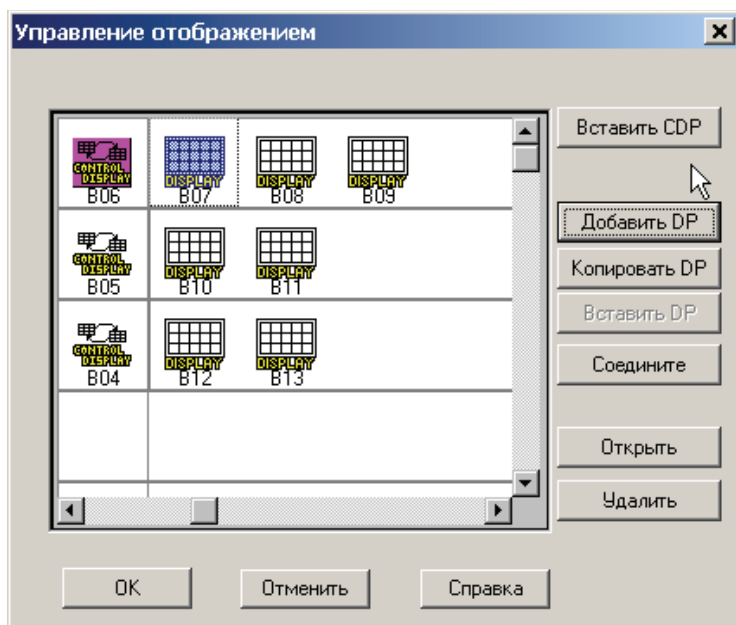 Управление отображением
Вставить CDP
CONTROL DISPLAY DISPLAY DISPLAY DISPLAY
B06 B07 B08 B09
Добавить DP
CONTROL DISPLAY DISPLAY DISPLAY
B05 B10 B11
Копировать DP
Вставить DP
CONTROL DISPLAY DISPLAY DISPLAY
B04 B12 B13
Соедините
Открыть
Удалить
OK Отменить Справка